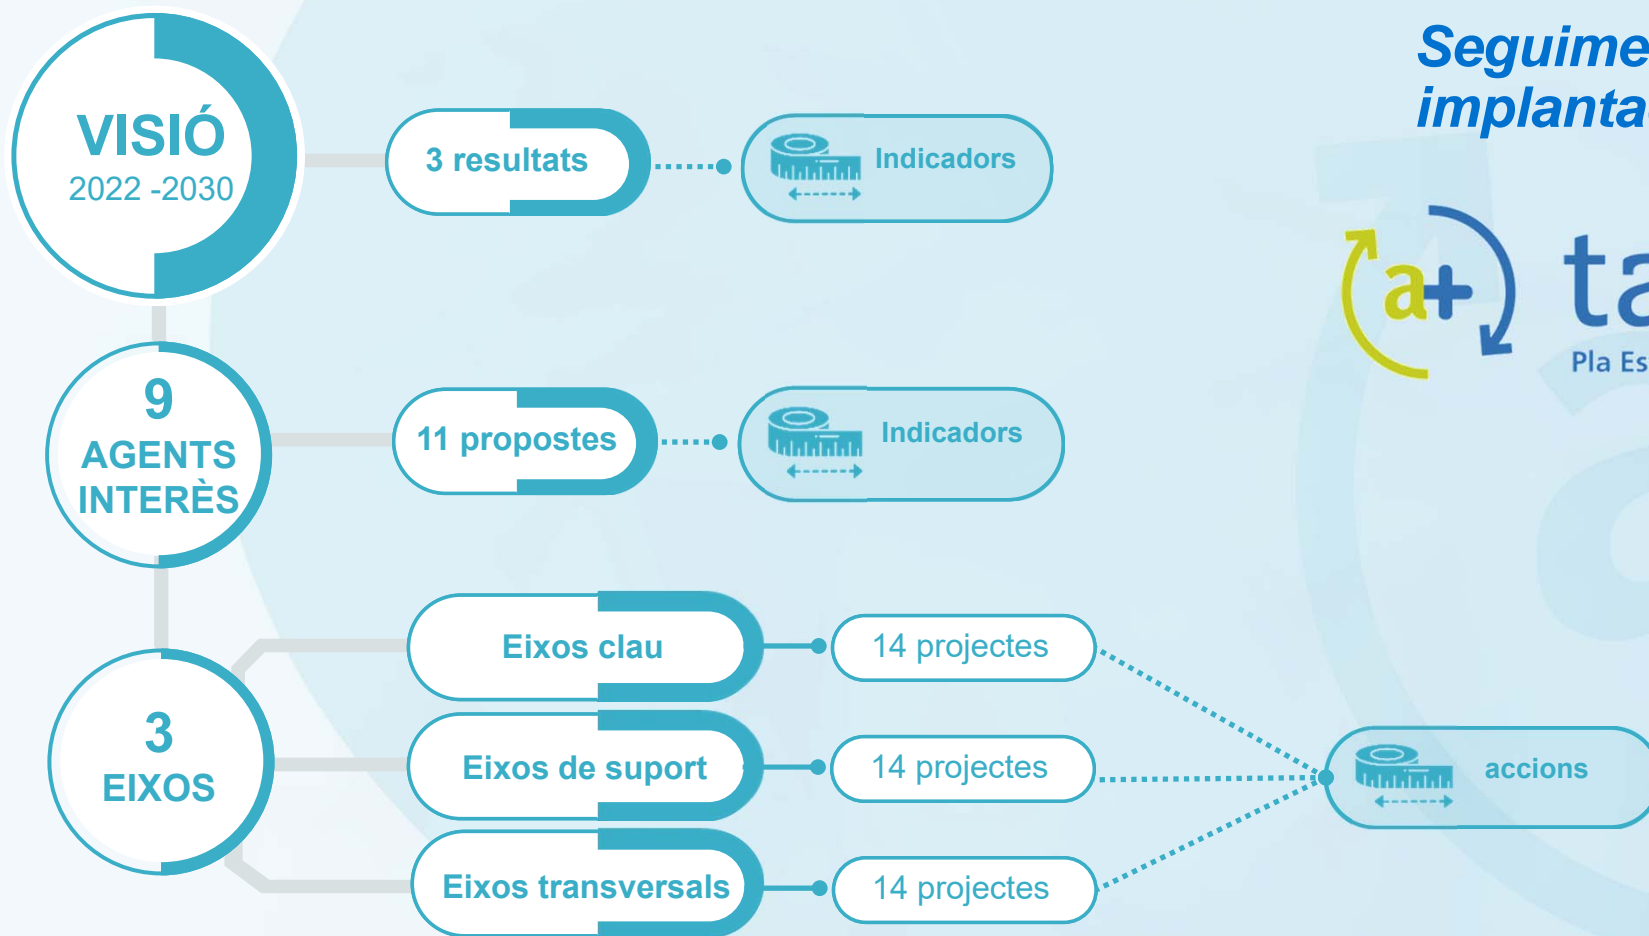 Seguime
implanta
VISIÓ
2022 -2030
3 resultats
Indicadors
a+
ta
Pla Es
9
AGENTS
INTERÈS
11 propostes
Indicadors
3
EIXOS
Eixos clau
14 projectes
Eixos de suport
14 projectes
accions
Eixos transversals
14 projectes